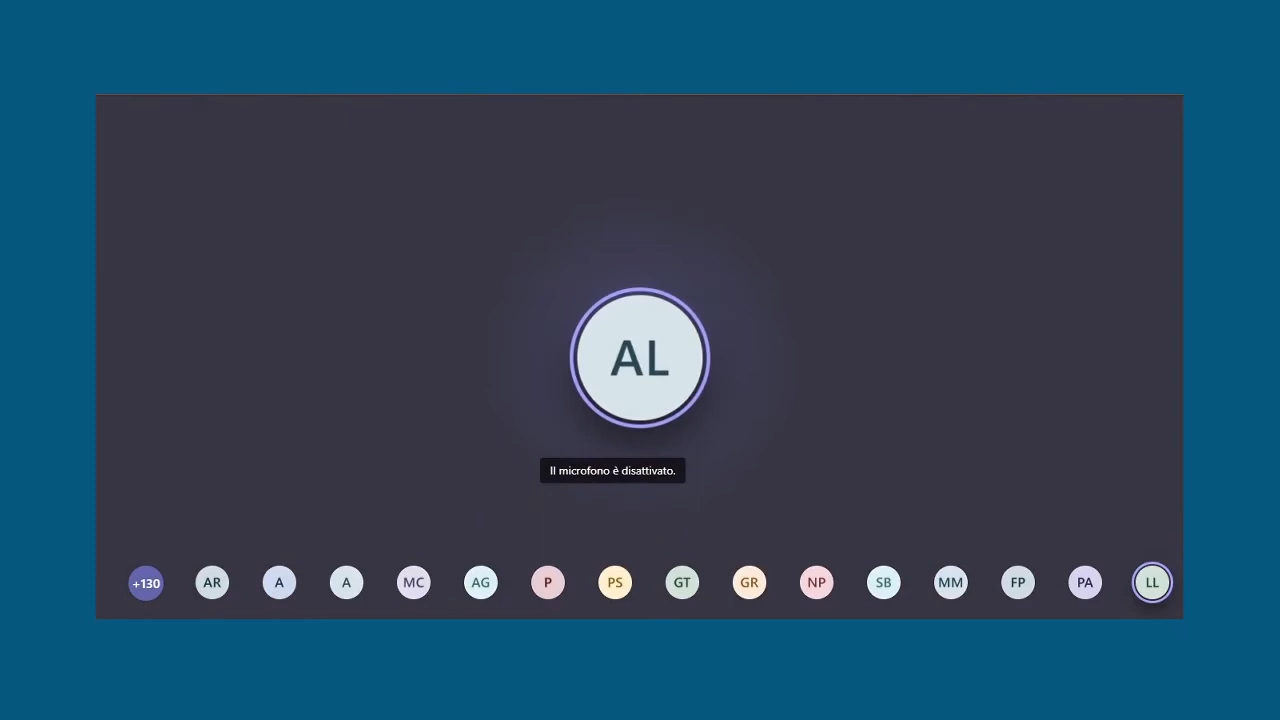 AL
Il microfono è disattivato.
+130 AR A A MC AG P PS GT GR NP SB MM FP PA LL